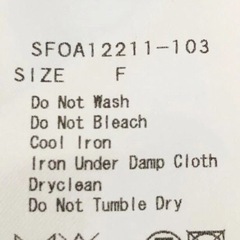 SFOA12211-103
SIZE F
Do Not Wash
Do Not Bleach
Cool Iron
Iron Under Damp Cloth
Dryclean
Do Not Tumble Dry